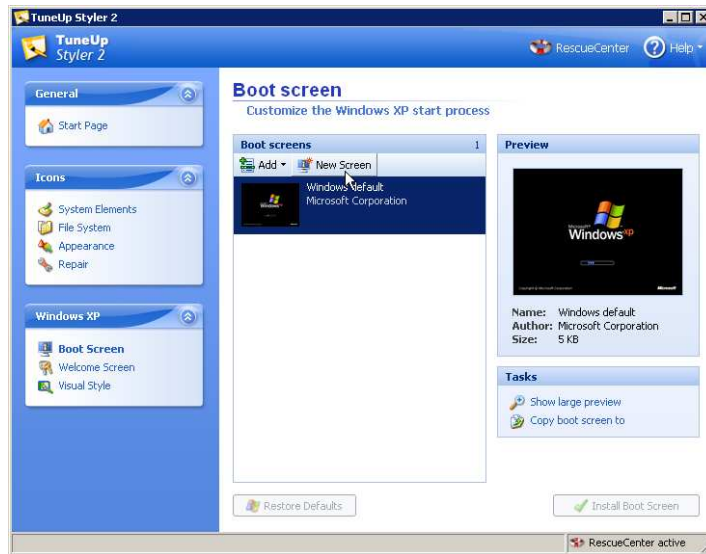 TuneUp Styler 2
TuneUp
Styler 2
RescueCenter
Help
General
Start Page
Icons
System Elements
File System
Appearance
Repair
Windows XP
Boot Screen
Welcome Screen
Visual Style
Boot screen
Customize the Windows XP start process
Boot screens 1
Add
New Screen
Windows default
Microsoft Corporation
Preview
Microsoft
Windows xp
Microsoft
Name: Windows default
Author: Microsoft Corporation
Size: 5 KB
Tasks
Show large preview
Copy boot screen to
Restore Defaults
Install Boot Screen
RescueCenter active